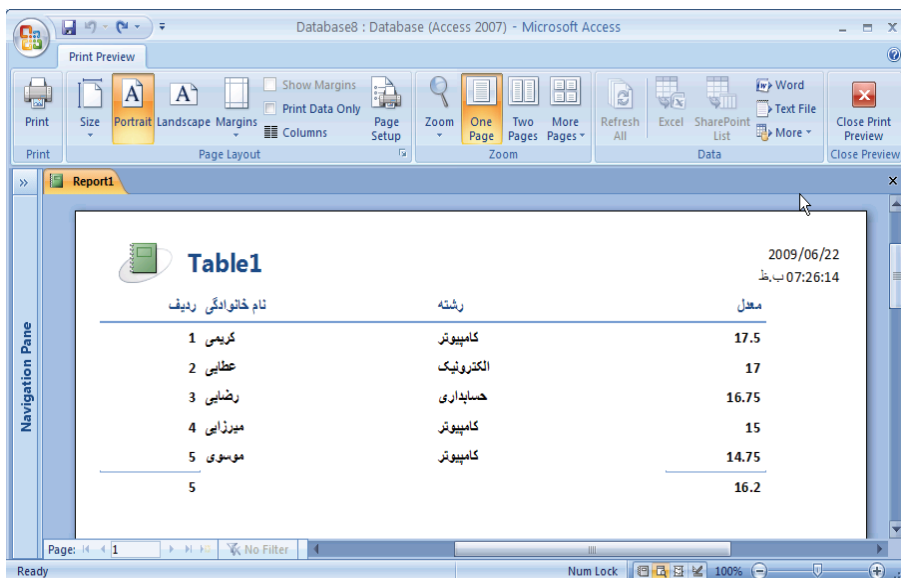 Database8 : Database (Access 2007) - Microsoft Access
Print Preview
Print
Size
Portrait
Landscape
Margins
Show Margins
Print Data Only
Columns
Page Setup
Zoom
One Page
Two Pages
More Pages
Refresh All
Excel
SharePoint List
Word
Text File
More
Close Print Preview
Print
Page Layout
Zoom
Data
Close Preview
Report1
Navigation Pane
Table1
2009/06/22
07:26:14 ب.ظ
ردیف نام خانوادگی رشته معدل
1 کریمی کامپیوتر 17.5
2 عطایی الکترونیک 17
3 رضایی حسابداری 16.75
4 میرزایی کامپیوتر 15
5 موسوی کامپیوتر 14.75
5 16.2
Page: 1 No Filter
Ready
Num Lock 100%